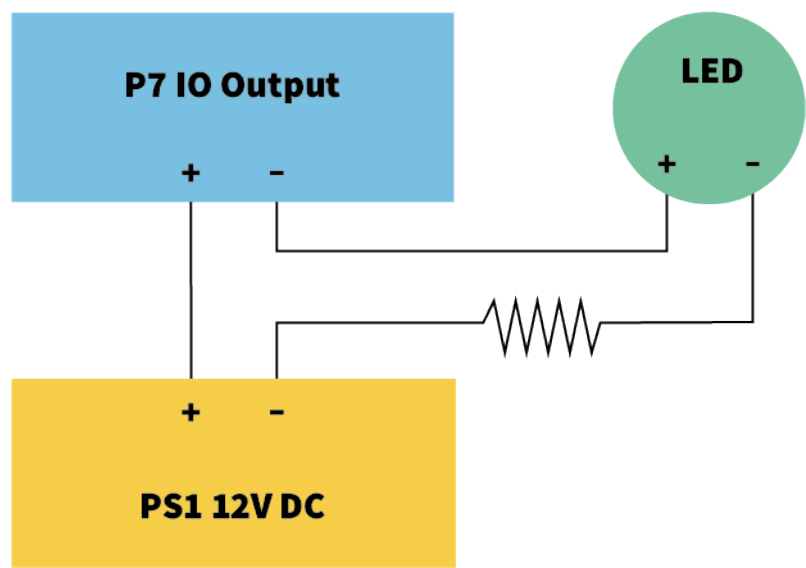 P7 IO Output
LED
+ −
+ −
+ −
PS1 12V DC